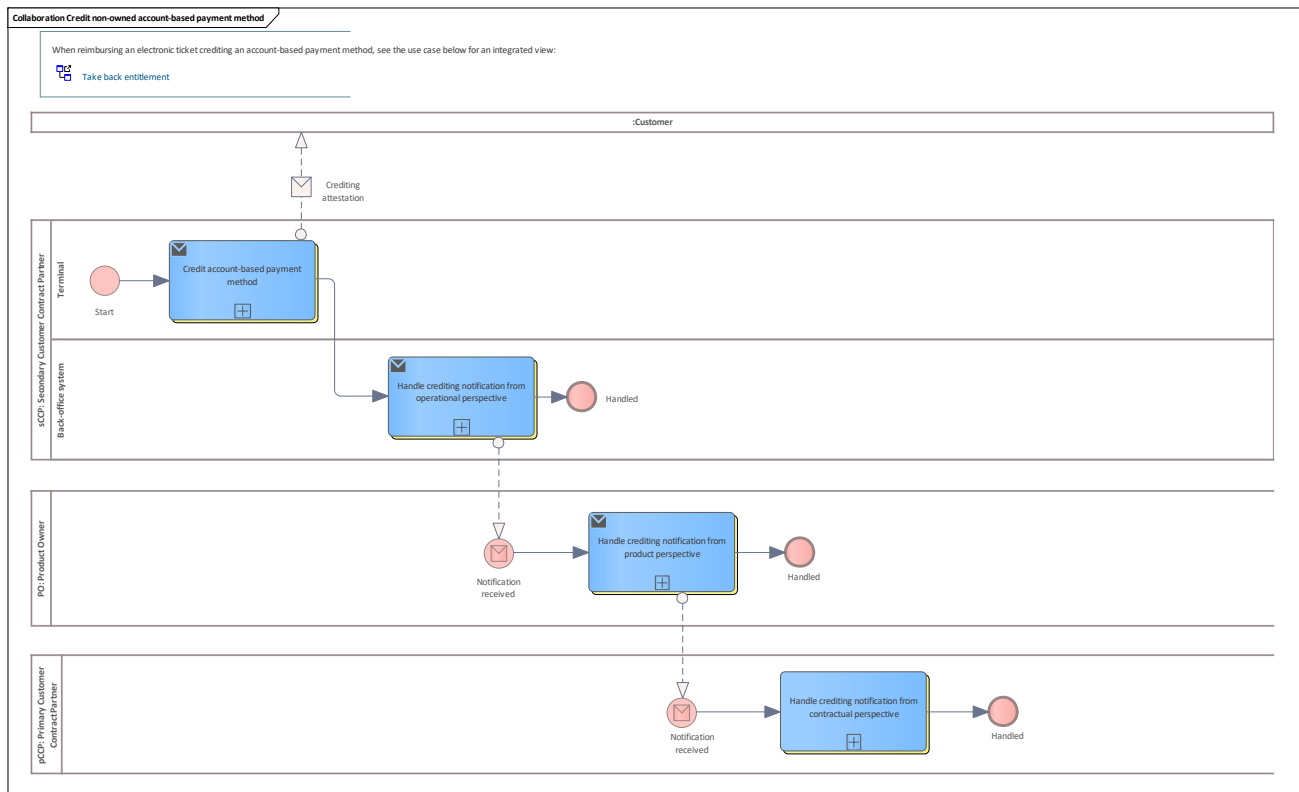 Collaboration Credit non-owned account-based payment method
When reimbursing an electronic ticket crediting an account-based payment method, see the use case below for an integrated view:
Take back entitlement
:Customer
Crediting
attestation
sCCP: Secondary Customer Contract Partner
Terminal
Start
Credit account-based payment
method
Back-office system
Handle crediting notification from
operational perspective
Handled
PO: Product Owner
Notification
received
Handle crediting notification from
product perspective
Handled
pCCP: Primary Customer
Contract Partner
Notification
received
Handle crediting notification from
contractual perspective
Handled